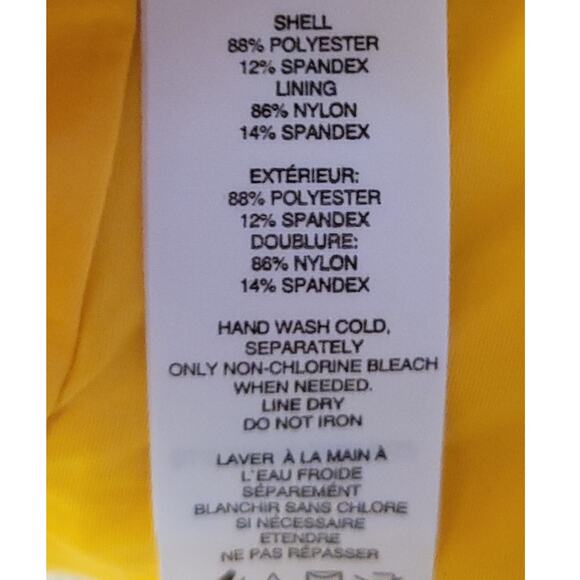 SHELL
88% POLYESTER
12% SPANDEX
LINING
86% NYLON
14% SPANDEX
EXTÉRIEUR:
88% POLYESTER
12% SPANDEX
DOUBLURE:
86% NYLON
14% SPANDEX
HAND WASH COLD,
SEPARATELY
ONLY NON-CHLORINE BLEACH
WHEN NEEDED.
LINE DRY
DO NOT IRON
LAVER À LA MAIN À
L'EAU FROIDE
SÉPARÉMENT
BLANCHIR SANS CHLORE
SI NÉCESSAIRE
ETENDRE
NE PAS RÉPASSER